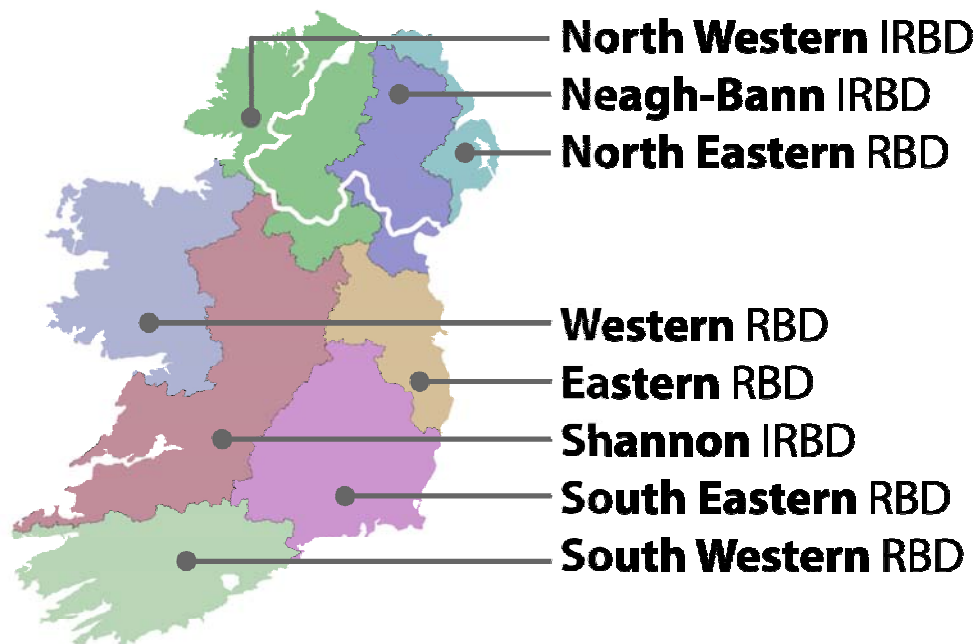 North Western IRBD
Neagh-Bann IRBD
North Eastern RBD
Western RBD
Eastern RBD
Shannon IRBD
South Eastern RBD
South Western RBD